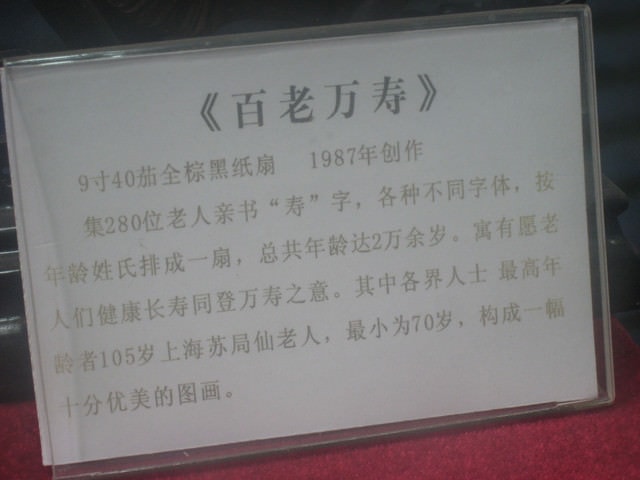 《百老万寿》
9寸40茄全棕黑纸扇 1987年创作
集280位老人亲书“寿”字，各种不同字体，按
年龄姓氏排成一扇，总共年龄达2万余岁。寓有愿老
人们健康长寿同登万寿之意。其中各界人士 最高年
龄者105岁上海苏局仙老人，最小为70岁，构成一幅
十分优美的图画。